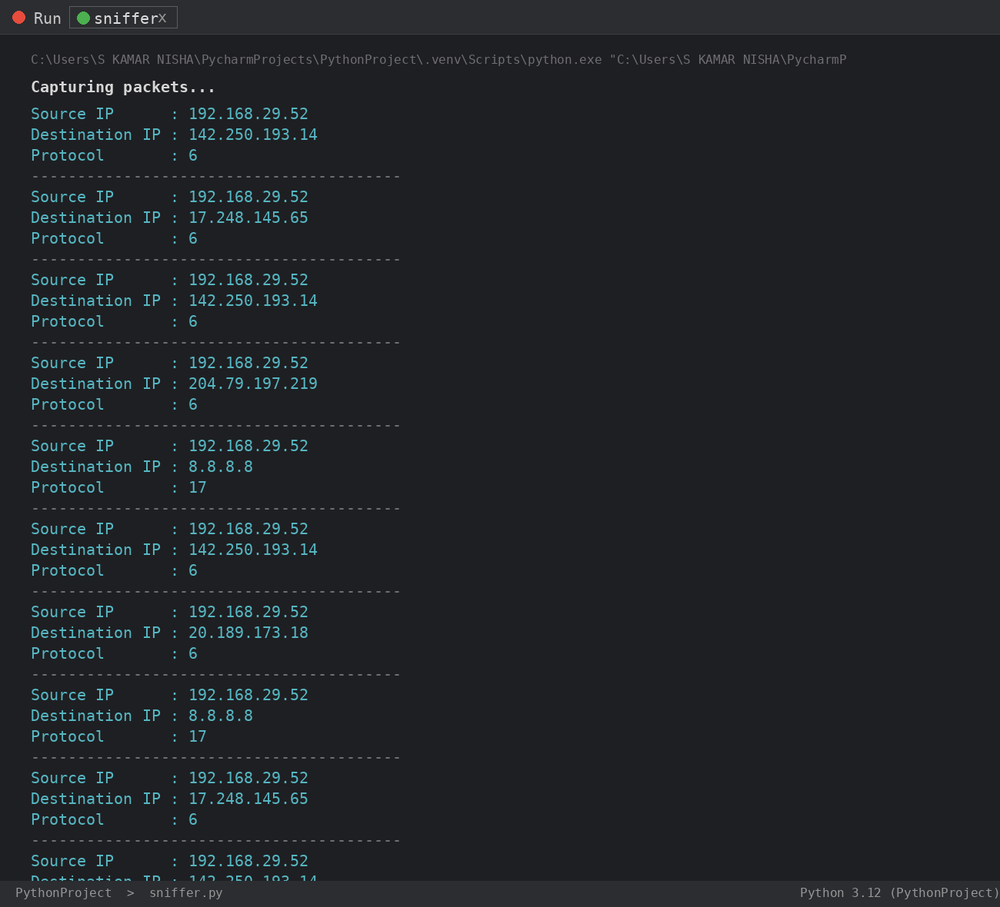 Run sniffer x
C:\Users\S KAMAR NISHA\PycharmProjects\PythonProject\.venv\Scripts\python.exe "C:\Users\S KAMAR NISHA\PycharmP
Capturing packets...
Source IP      : 192.168.29.52
Destination IP : 142.250.193.14
Protocol       : 6
----------------------------------------
Source IP      : 192.168.29.52
Destination IP : 17.248.145.65
Protocol       : 6
----------------------------------------
Source IP      : 192.168.29.52
Destination IP : 142.250.193.14
Protocol       : 6
----------------------------------------
Source IP      : 192.168.29.52
Destination IP : 204.79.197.219
Protocol       : 6
----------------------------------------
Source IP      : 192.168.29.52
Destination IP : 8.8.8.8
Protocol       : 17
----------------------------------------
Source IP      : 192.168.29.52
Destination IP : 142.250.193.14
Protocol       : 6
----------------------------------------
Source IP      : 192.168.29.52
Destination IP : 20.189.173.18
Protocol       : 6
----------------------------------------
Source IP      : 192.168.29.52
Destination IP : 8.8.8.8
Protocol       : 17
----------------------------------------
Source IP      : 192.168.29.52
Destination IP : 17.248.145.65
Protocol       : 6
----------------------------------------
Source IP      : 192.168.29.52
Destination IP : 142.250.193.14
PythonProject > sniffer.py Python 3.12 (PythonProject)